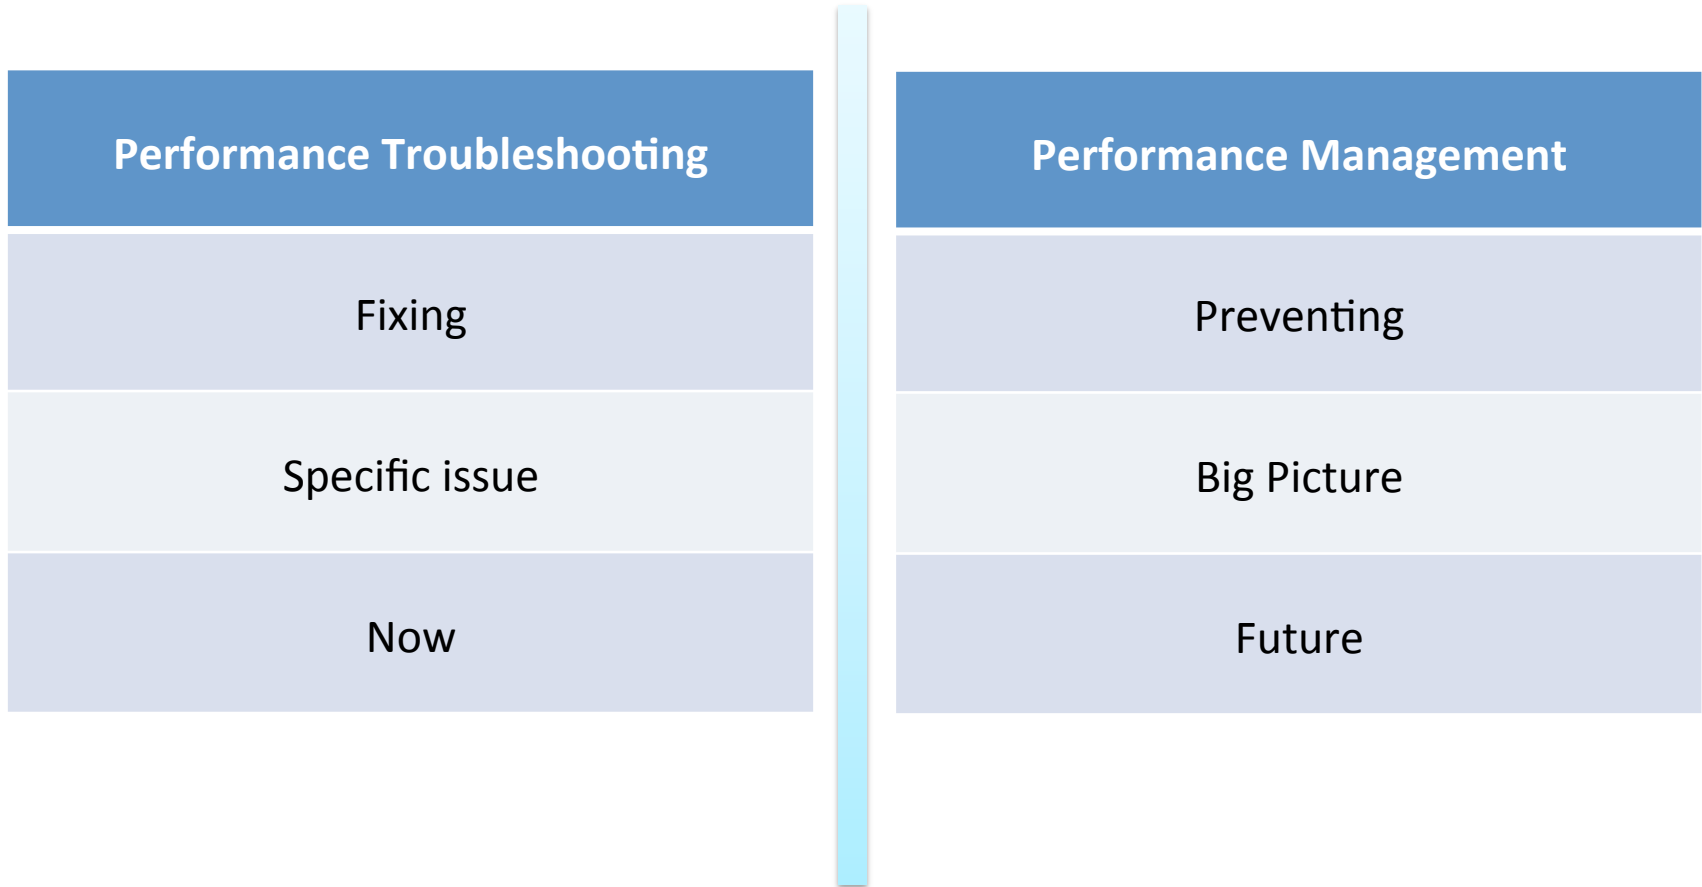 Performance Troubleshooting
Fixing
Specific issue
Now
Performance Management
Preventing
Big Picture
Future